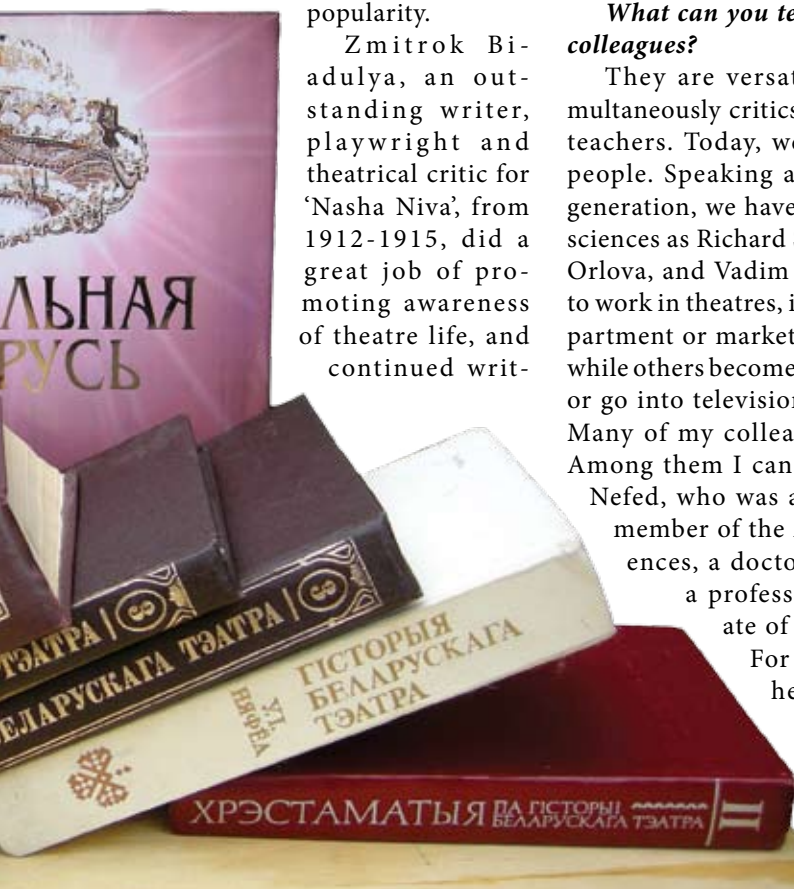 popularity.
Zmitrok Bi-
adulya, an out-
standing writer,
playwright and
theatrical critic for
‘Nasha Niva’, from
1912-1915, did a
great job of pro-
moting awareness
of theatre life, and
continued writ-
What can you te
colleagues?
They are versat
multaneously critics
teachers. Today, we
people. Speaking a
generation, we have
sciences as Richard
Orlova, and Vadim
to work in theatres, i
partment or market
while others become
or go into television
Many of my collea
Among them I can
Nefed, who was a
member of the
ences, a docto
a profess
ate of
For
he
ЛЬНАЯ
РУСЬ
ТЭАТРА
ЕЛАРУСКАГА ТЭАТРА
У.І.
НЯФЁД
ГІСТОРЫЯ
БЕЛАРУСКАГА
ТЭАТРА
ХРЭСТАМАТЫЯ ПА ГІСТОРЫІ
БЕЛАРУСКАГА ТЭАТРА II